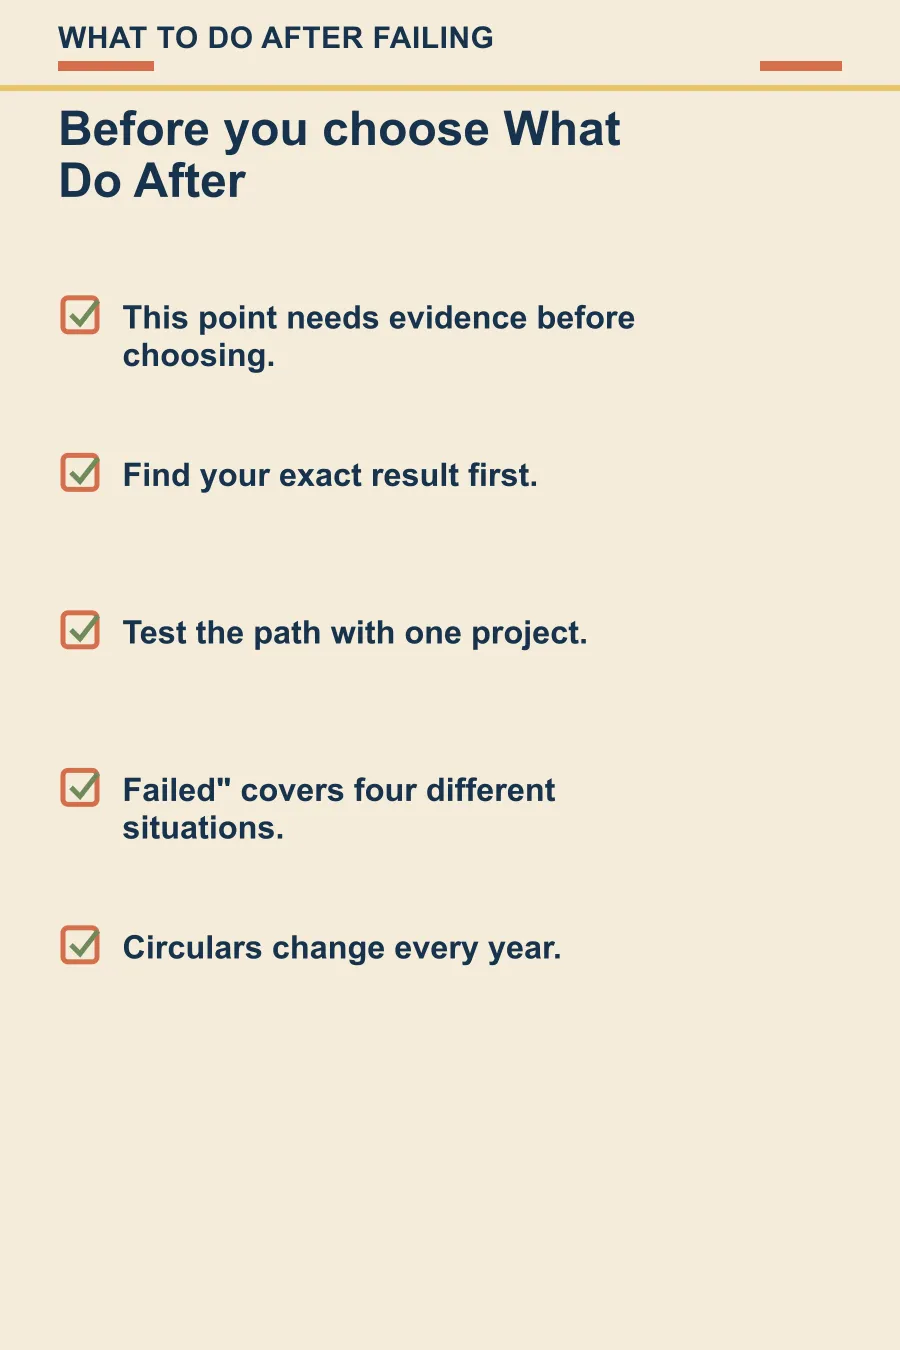 WHAT TO DO AFTER FAILING
Before you choose What
Do After
This point needs evidence before
choosing.
Find your exact result first.
Test the path with one project.
Failed" covers four different
situations.
Circulars change every year.